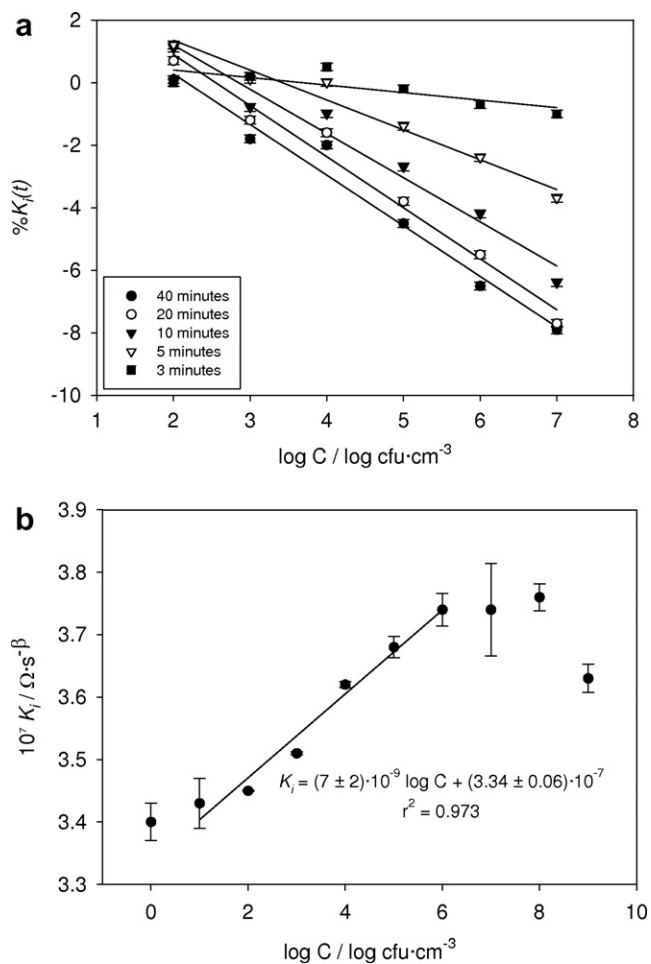 a
2
0
-2
-4
-6
-8
-10
%Ki(t)
40 minutes
20 minutes
10 minutes
5 minutes
3 minutes
1 2 3 4 5 6 7 8
log C / log cfu·cm⁻³
b
3.9
3.8
3.7
3.6
3.5
3.4
3.3
10⁷ Ki / Ω·s⁻ᵝ
Ki = (7 ± 2)·10⁻⁹ log C + (3.34 ± 0.06)·10⁻⁷
r² = 0.973
0 2 4 6 8 10
log C / log cfu·cm⁻³